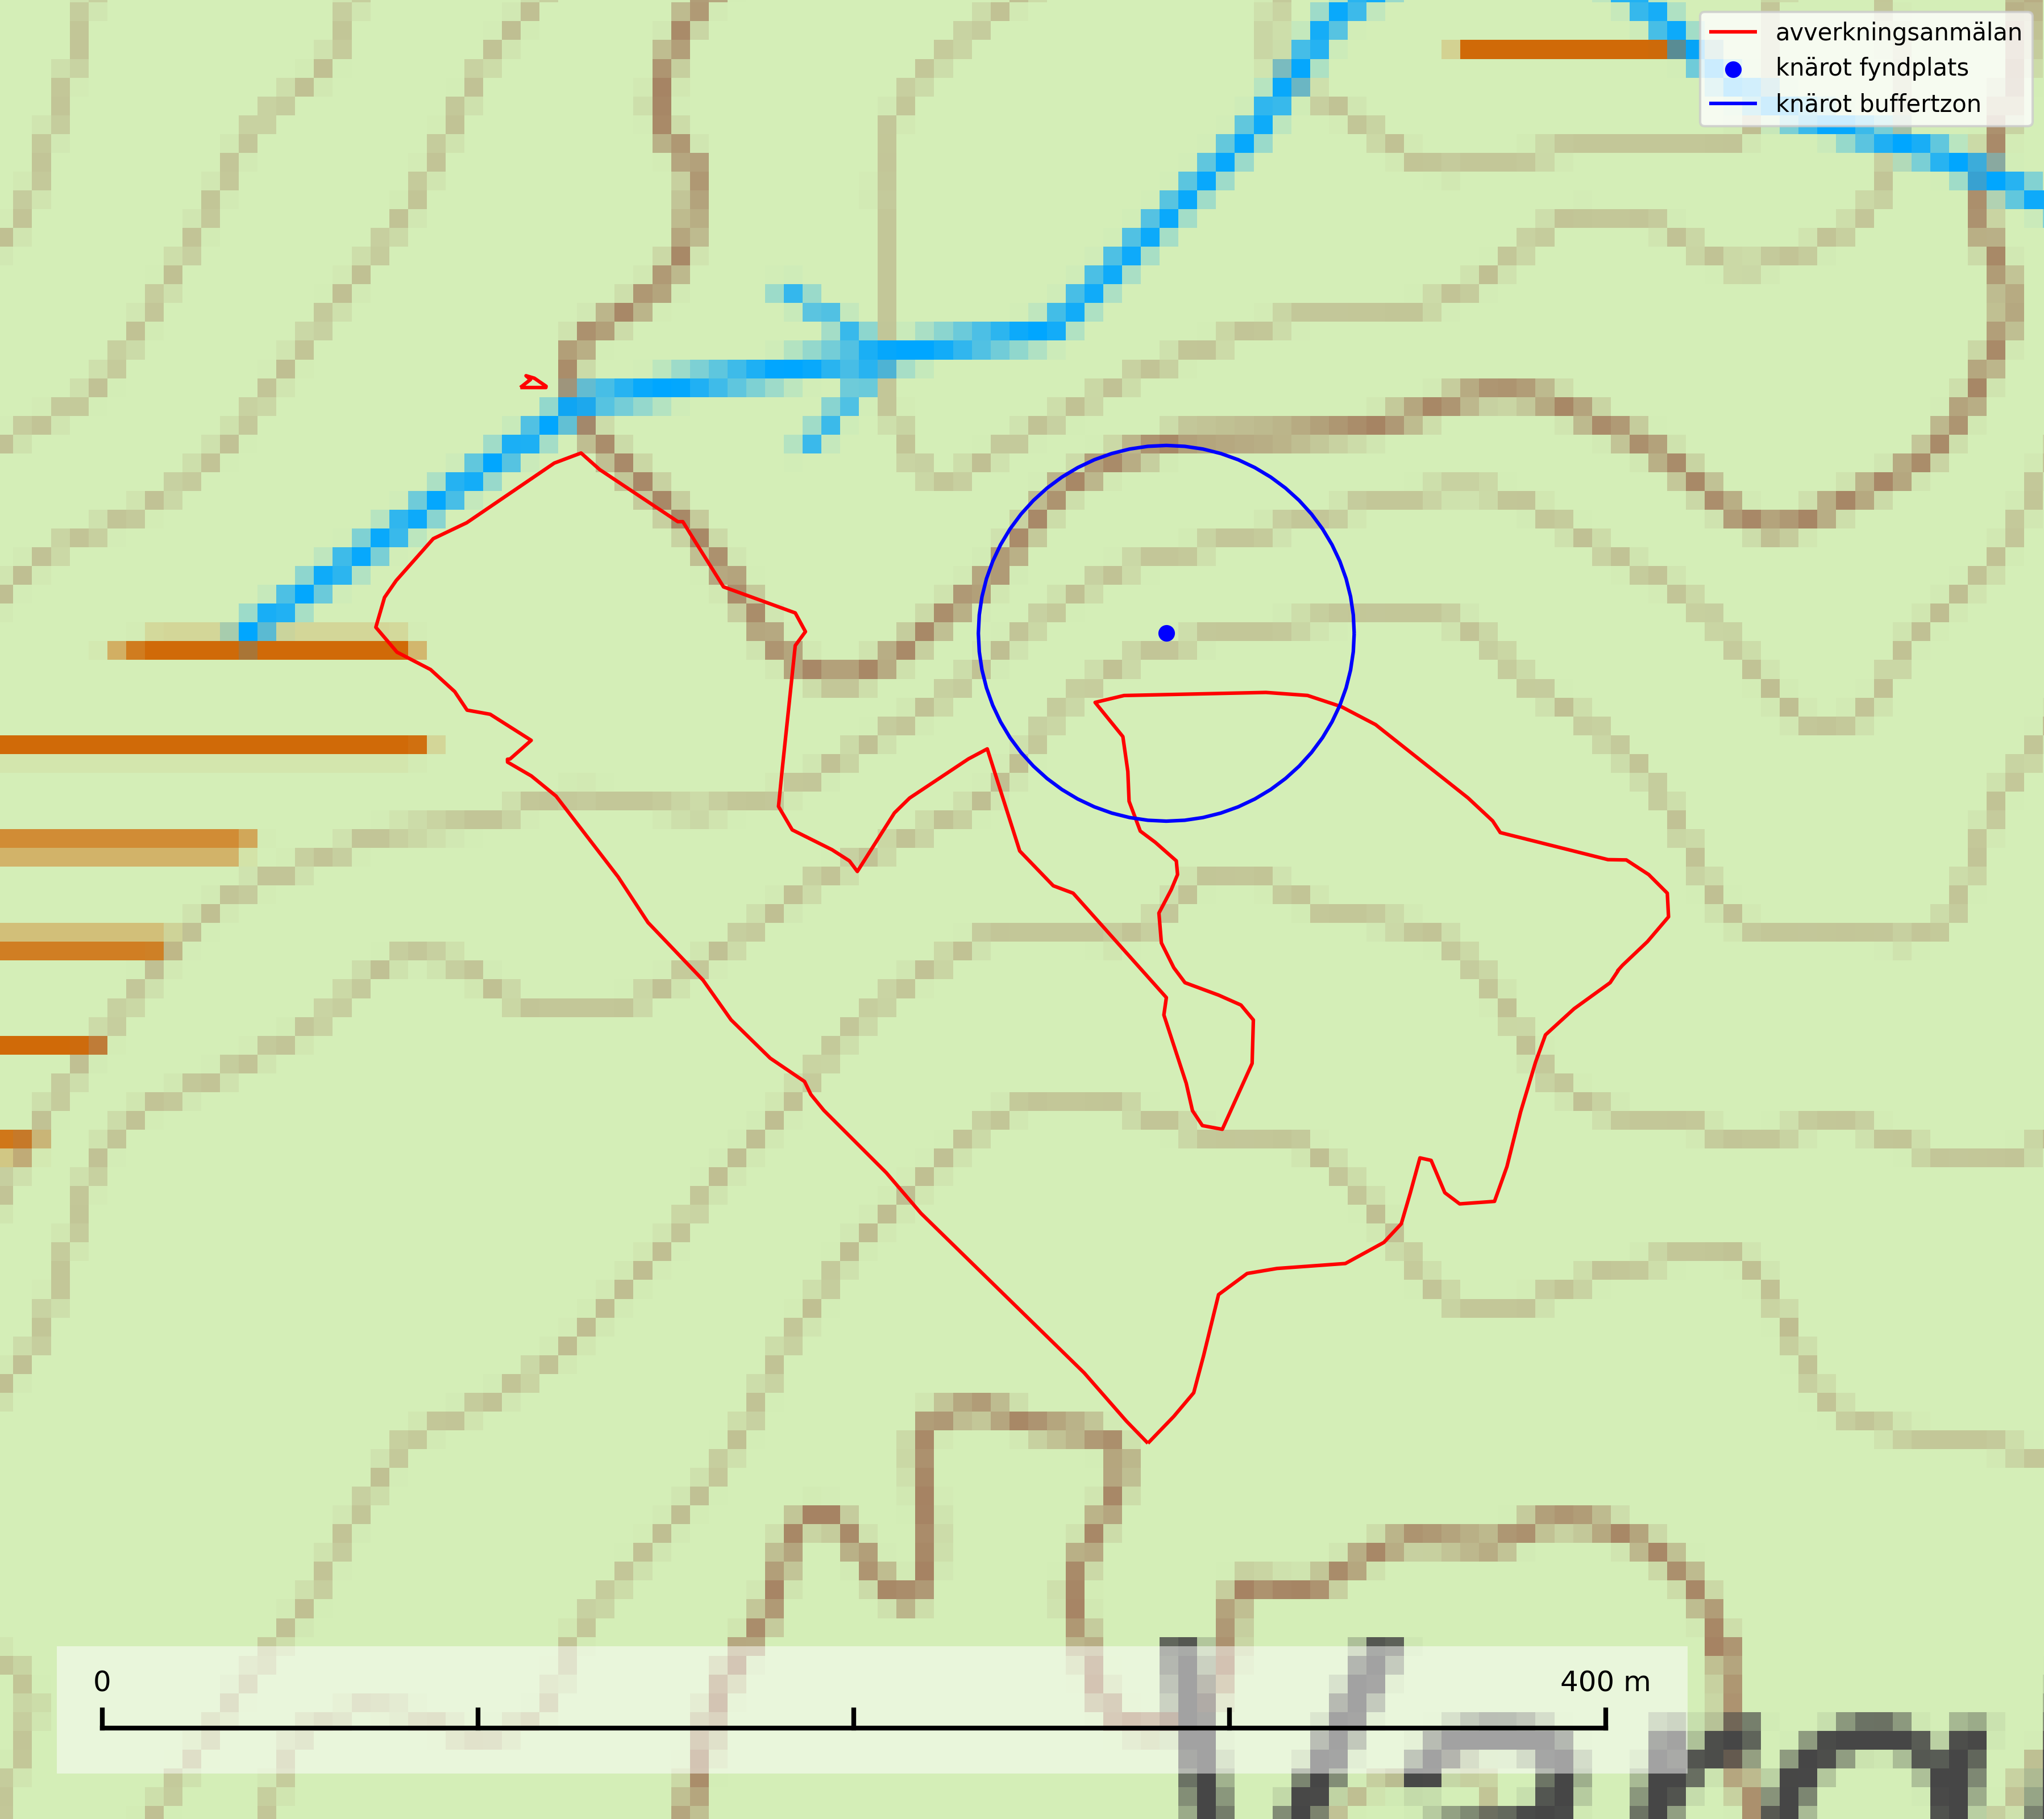 avverkningsanmälan
knärot fyndplats
knärot buffertzon
0 400 m